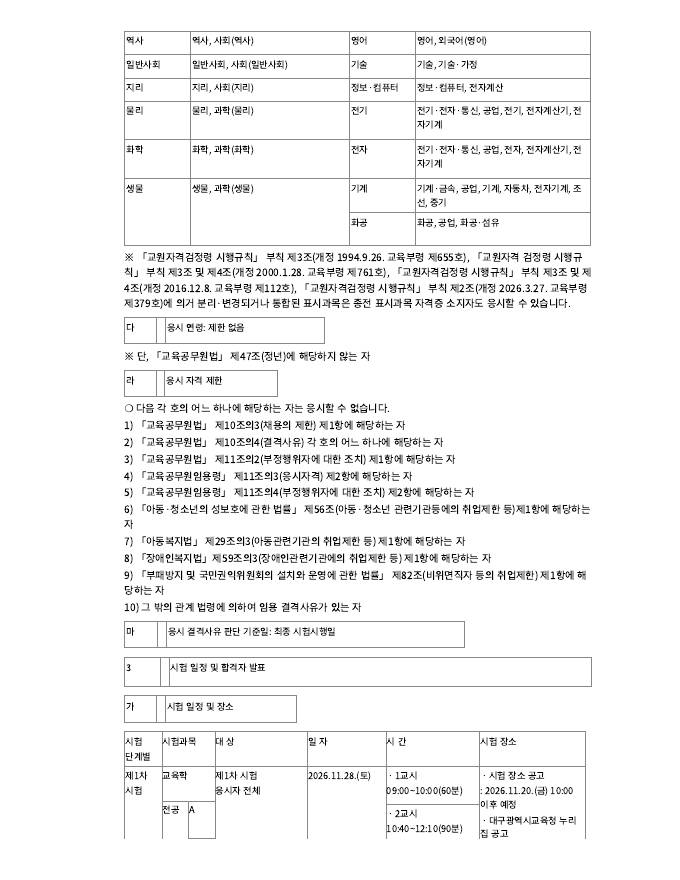 역사 역사, 사회(역사) 영어 영어, 외국어(영어)
일반사회 일반사회, 사회(일반사회) 기술 기술, 기술·가정
지리 지리, 사회(지리) 정보·컴퓨터 정보·컴퓨터, 전자계산
물리 물리, 과학(물리) 전기 전기·전자·통신, 공업, 전기, 전자계산기, 전
자기계
화학 화학, 과학(화학) 전자 전기·전자·통신, 공업, 전자, 전자계산기, 전
자기계
생물 생물, 과학(생물) 기계 기계·금속, 공업, 기계, 자동차, 전자기계, 조
선, 중기
화공 화공, 공업, 화공·섬유
※ 「교원자격검정령 시행규칙」 부칙 제3조(개정 1994.9.26. 교육부령 제655호), 「교원자격 검정령 시행규
칙」 부칙 제3조 및 제4조(개정 2000.1.28. 교육부령 제761호), 「교원자격검정령 시행규칙」 부칙 제3조 및 제
4조(개정 2016.12.8. 교육부령 제112호), 「교원자격검정령 시행규칙」 부칙 제2조(개정 2026.3.27. 교육부령
제379호)에 의거 분리·변경되거나 통합된 표시과목은 종전 표시과목 자격증 소지자도 응시할 수 있습니다.
다 응시 연령: 제한 없음
※ 단, 「교육공무원법」 제47조(정년)에 해당하지 않는 자
라 응시 자격 제한
❍ 다음 각 호의 어느 하나에 해당하는 자는 응시할 수 없습니다.
1) 「교육공무원법」 제10조의3(채용의 제한) 제1항에 해당하는 자
2) 「교육공무원법」 제10조의4(결격사유) 각 호의 어느 하나에 해당하는 자
3) 「교육공무원법」 제11조의2(부정행위자에 대한 조치) 제1항에 해당하는 자
4) 「교육공무원임용령」 제11조의3(응시자격) 제2항에 해당하는 자
5) 「교육공무원임용령」 제11조의4(부정행위자에 대한 조치) 제2항에 해당하는 자
6) 「아동·청소년의 성보호에 관한 법률」 제56조(아동·청소년 관련기관등에의 취업제한 등)제1항에 해당하는
자
7) 「아동복지법」 제29조의3(아동관련기관의 취업제한 등) 제1항에 해당하는 자
8) 「장애인복지법」제59조의3(장애인관련기관에의 취업제한 등) 제1항에 해당하는 자
9) 「부패방지 및 국민권익위원회의 설치와 운영에 관한 법률」 제82조(비위면직자 등의 취업제한) 제1항에 해
당하는 자
10) 그 밖의 관계 법령에 의하여 임용 결격사유가 있는 자
마 응시 결격사유 판단 기준일: 최종 시험시행일
3 시험 일정 및 합격자 발표
가 시험 일정 및 장소
시험 시험과목 대 상 일 자 시 간 시험 장소
단계별
제1차 교육학 제1차 시험 2026.11.28.(토) · 1교시 · 시험 장소 공고
시험 응시자 전체 09:00~10:00(60분) : 2026.11.20.(금) 10:00
전공 A · 2교시 이후 예정
10:40~12:10(90분) · 대구광역시교육청 누리
집 공고